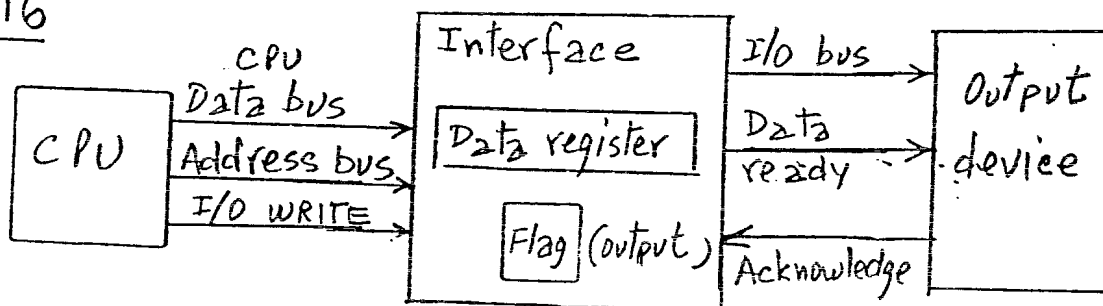 16
CPU
CPU
Data bus
Address bus
I/O WRITE
Interface
Data register
Flag (output)
I/O bus
Data
ready
Acknowledge
Output
device